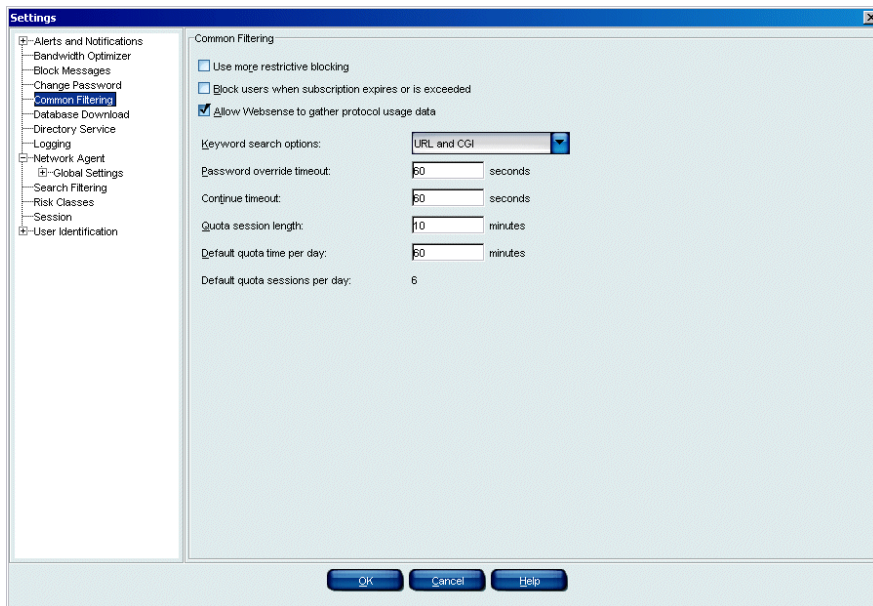 Settings
Alerts and Notifications
Bandwidth Optimizer
Block Messages
Change Password
Common Filtering
Database Download
Directory Service
Logging
Network Agent
Global Settings
Search Filtering
Risk Classes
Session
User Identification
Common Filtering
Use more restrictive blocking
Block users when subscription expires or is exceeded
Allow Websense to gather protocol usage data
Keyword search options: URL and CGI
Password override timeout: 60 seconds
Continue timeout: 60 seconds
Quota session length: 10 minutes
Default quota time per day: 60 minutes
Default quota sessions per day: 6
OK Cancel Help